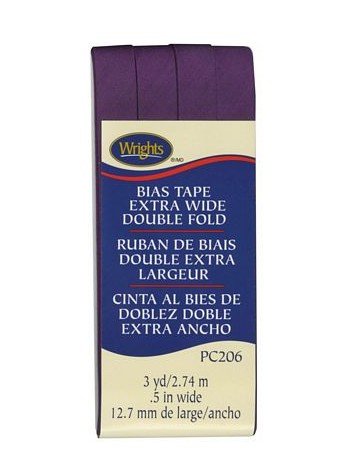 Wrights
®/MD
BIAS TAPE
EXTRA WIDE
DOUBLE FOLD
RUBAN DE BIAIS
DOUBLE EXTRA
LARGEUR
CINTA AL BIES DE
DOBLEZ DOBLE
EXTRA ANCHO
PC206
3 yd/2.74 m
.5 in wide
12.7 mm de large/ancho